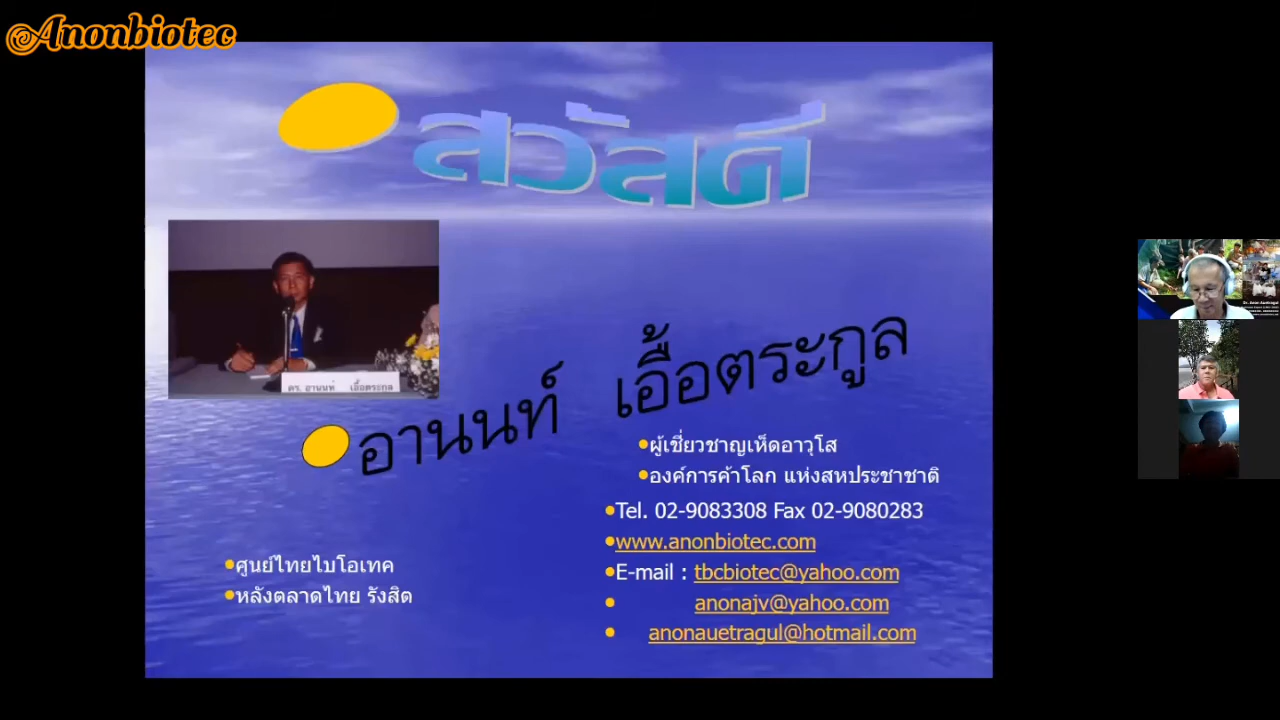 Anonbiotec
สวัสดี
ดร. อานนท์ เอื้อตระกูล
อานนท์ เอื้อตระกูล
ผู้เชี่ยวชาญเห็ดอาวุโส
องค์การค้าโลก แห่งสหประชาชาติ
Tel. 02-9083308 Fax 02-9080283
www.anonbiotec.com
E-mail : tbcbiotec@yahoo.com
anonajv@yahoo.com
anonauetragul@hotmail.com
ศูนย์ไทยไบโอเทค
หลังตลาดไทย รังสิต